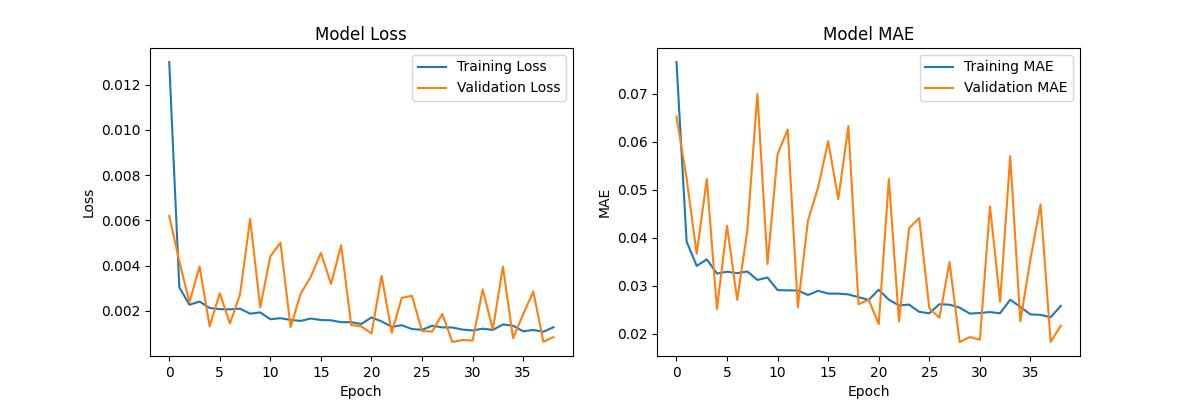 Model Loss
Training Loss
Validation Loss
0.012
0.010
0.008
0.006
0.004
0.002
Loss
0 5 10 15 20 25 30 35
Epoch
Model MAE
Training MAE
Validation MAE
0.07
0.06
0.05
0.04
0.03
0.02
MAE
0 5 10 15 20 25 30 35
Epoch